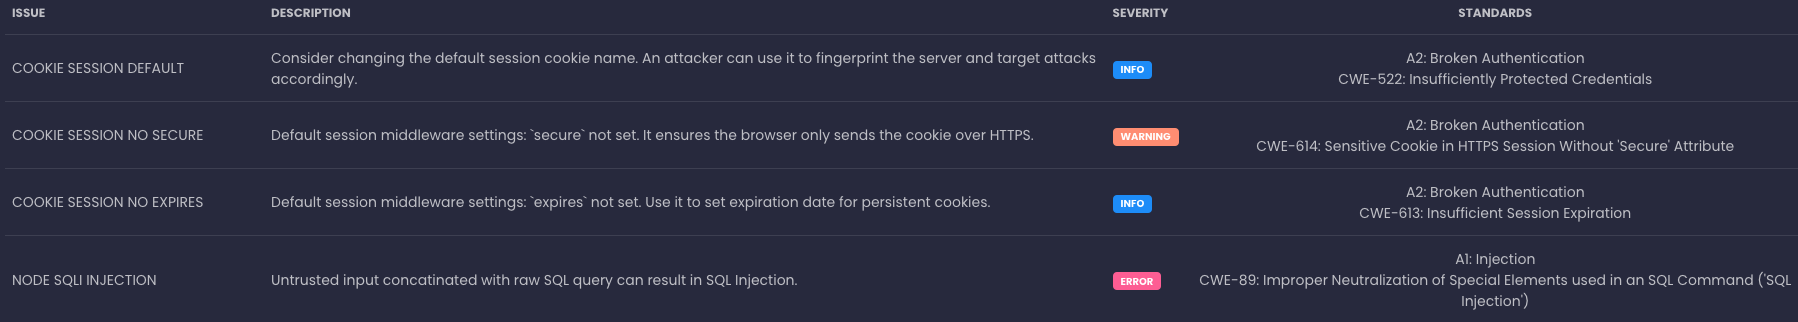 ISSUE DESCRIPTION SEVERITY STANDARDS
COOKIE SESSION DEFAULT
Consider changing the default session cookie name. An attacker can use it to fingerprint the server and target attacks
accordingly.
INFO
A2: Broken Authentication
CWE-522: Insufficiently Protected Credentials
COOKIE SESSION NO SECURE
Default session middleware settings: `secure` not set. It ensures the browser only sends the cookie over HTTPS.
WARNING
A2: Broken Authentication
CWE-614: Sensitive Cookie in HTTPS Session Without 'Secure' Attribute
COOKIE SESSION NO EXPIRES
Default session middleware settings: `expires` not set. Use it to set expiration date for persistent cookies.
INFO
A2: Broken Authentication
CWE-613: Insufficient Session Expiration
NODE SQLI INJECTION
Untrusted input concatinated with raw SQL query can result in SQL Injection.
ERROR
A1: Injection
CWE-89: Improper Neutralization of Special Elements used in an SQL Command ('SQL
Injection')